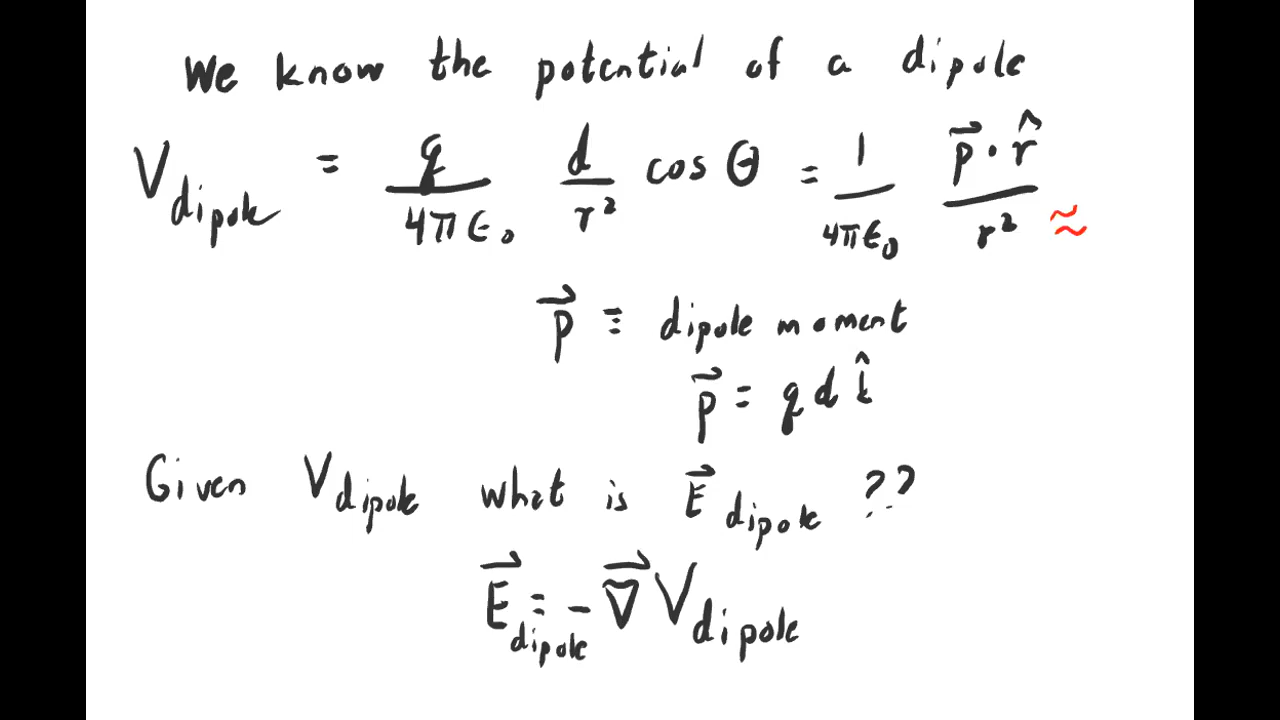 We know the potential of a dipole
V_dipole = q/(4πε₀) d/r² cos θ = 1/(4πε₀) (p⃗ · r̂)/r² ≈
p⃗ ≡ dipole moment
p⃗ = q d k̂
Given V_dipole what is E⃗_dipole ??
E⃗_dipole = -∇⃗ V_dipole